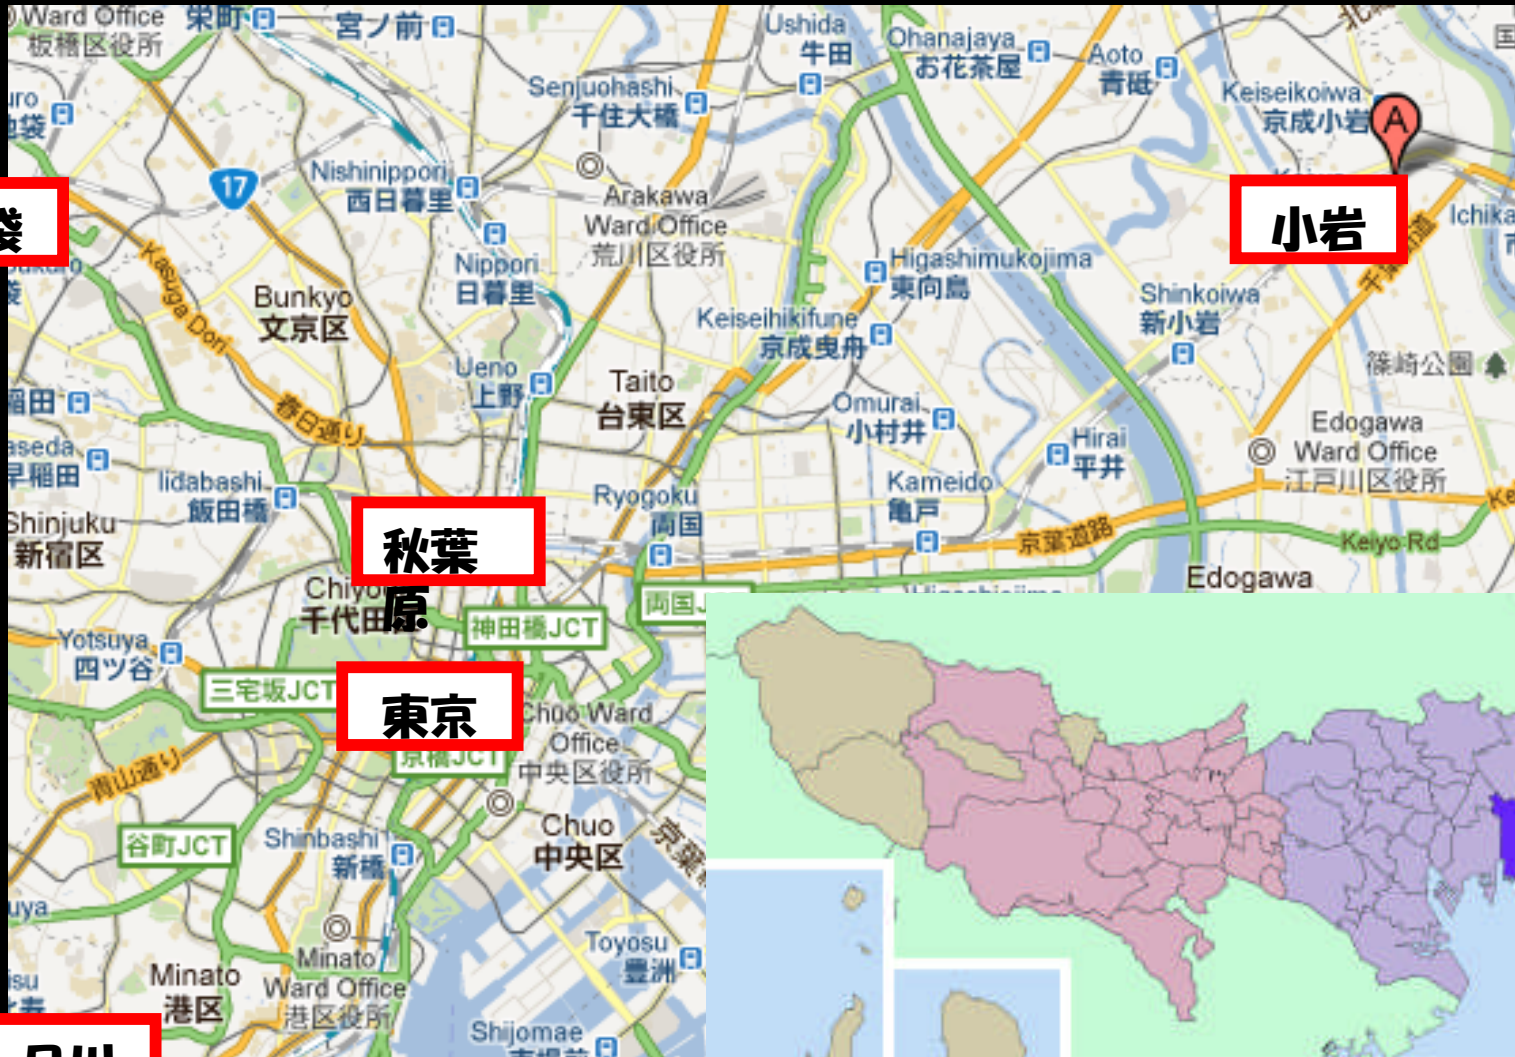 Ward Office
板橋区役所
栄町
宮ノ前
Ushida
牛田
Ohanajaya
お花茶屋
Aoto
青砥
Senjuohashi
千住大橋
Keiseikoiwa
京成小岩
A
17
Nishinippori
西日暮里
Arakawa
Ward Office
荒川区役所
小岩
Ichika
千葉街道
Kasuga Dori
Nippori
日暮里
Higashimukojima
東向島
Bunkyo
文京区
Shinkoiwa
新小岩
Keiseihikifune
京成曳舟
篠崎公園
Ueno
上野
Taito
台東区
春日通り
Omurai
小村井
Edogawa
Ward Office
江戸川区役所
Hirai
平井
早稲田
Iidabashi
飯田橋
Ryogoku
両国
Kameido
亀戸
Shinjuku
新宿区
秋葉
原
京葉道路
Keiyo Rd
Edogawa
千代田
神田橋JCT
両国J
Yotsuya
四ツ谷
三宅坂JCT
東京
Chuo Ward
Office
中央区役所
京橋JCT
青山通り
谷町JCT
Shinbashi
新橋
Chuo
中央区
京葉
Minato
港区
Minato
Ward Office
港区役所
Toyosu
豊洲
Shijomae